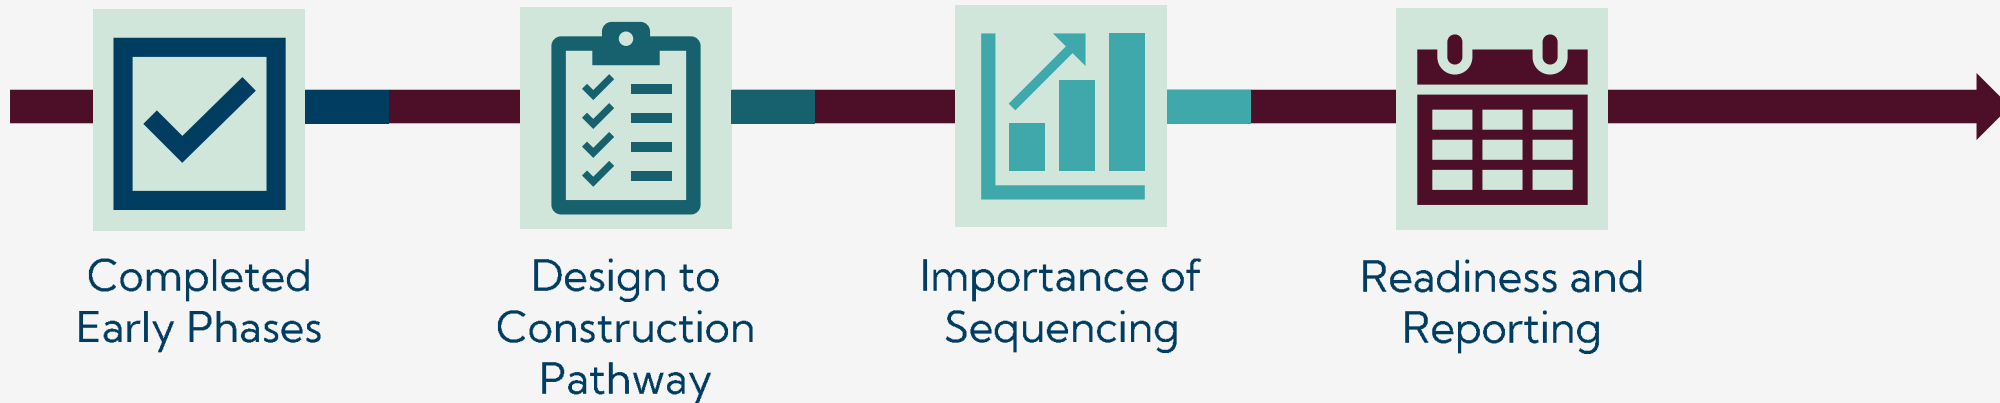 Completed
Early Phases
Design to
Construction
Pathway
Importance of
Sequencing
Readiness and
Reporting